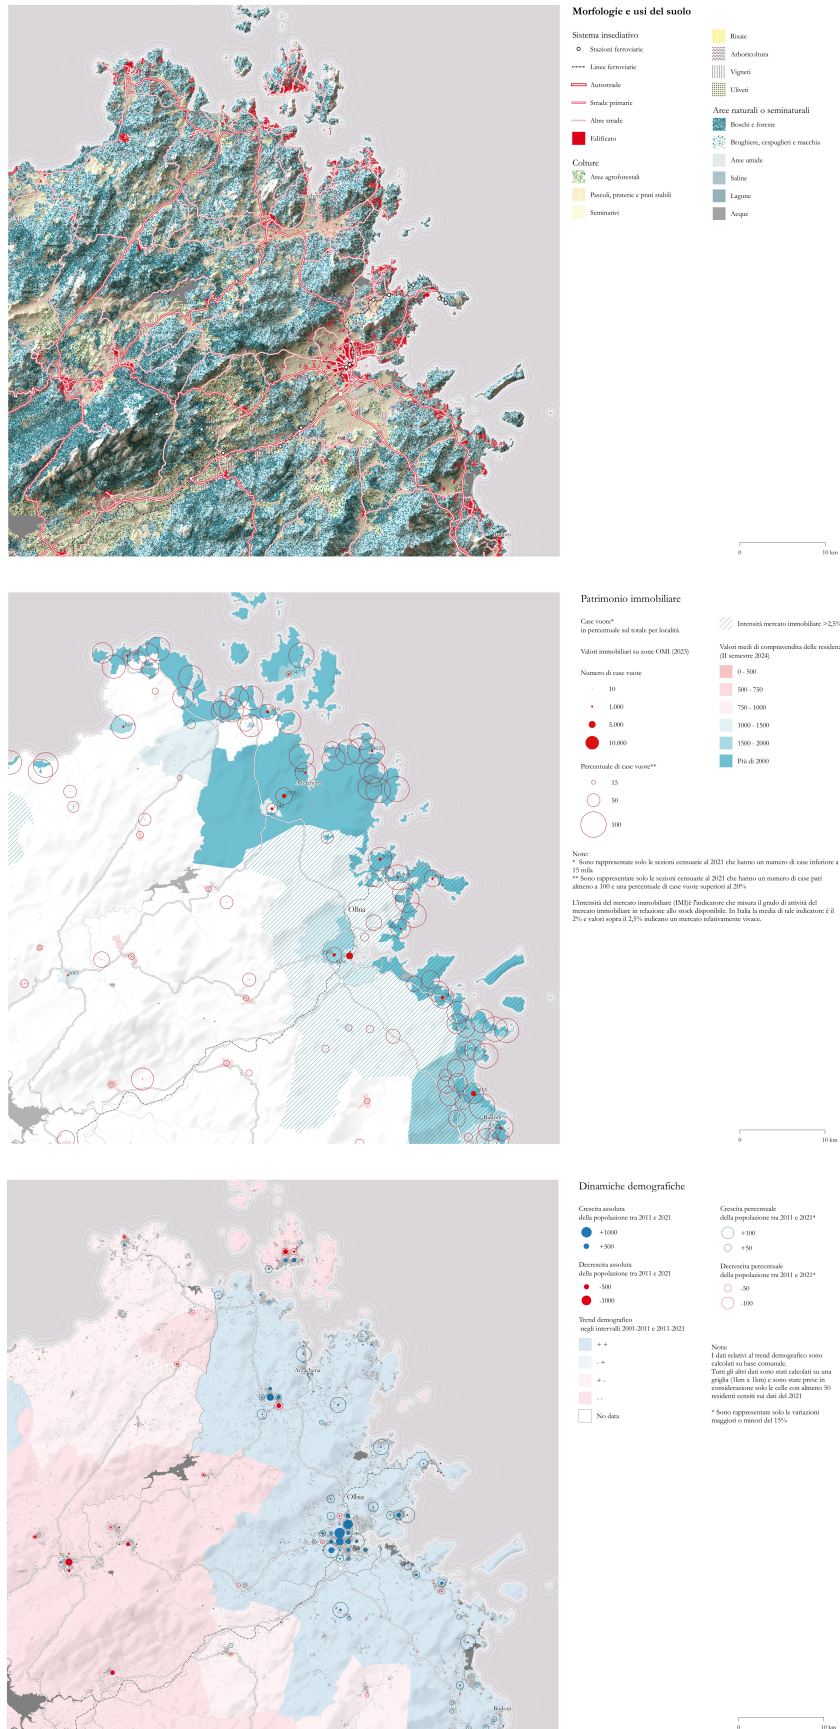 Morfologie e usi del suolo
Sistema insediativo
Stazioni ferroviarie
Linee ferroviarie
Autostrade
Strade primarie
Altre strade
Edificato
Colture
Aree agroforestali
Pascoli, praterie e prati stabili
Seminativi
Risaie
Arboricoltura
Vigneti
Uliveti
Aree naturali o seminaturali
Boschi e foreste
Brughiere, cespuglieti e macchia
Aree umide
Saline
Lagune
Acque
Olbia
0 10 km
Patrimonio immobiliare
Case vuote*
in percentuale sul totale per località
Valori immobiliari su zone OMI (2023)
Numero di case vuote
10
1.000
5.000
10.000
Percentuale di case vuote**
15
50
100
Intensità mercato immobiliare >2,5%
Valori medi di compravendita delle residenz
(II semestre 2024)
0 - 500
500 - 750
750 - 1000
1000 - 1500
1500 - 2000
Più di 2000
Note:
* Sono rappresentate solo le sezioni censuarie al 2021 che hanno un numero di case inferiore a
15 mila
** Sono rappresentate solo le sezioni censuarie al 2021 che hanno un numero di case pari
almeno a 100 e una percentuale di case vuote superiori al 20%
L'intensità del mercato immobiliare (IMI)è l'indicatore che misura il grado di attività del
mercato immobiliare in relazione allo stock disponibile. In Italia la media di tale indicatore è il
2% e valori sopra il 2,5% indicano un mercato relativamente vivace.
Arzachena
Olbia
Budoni
0 10 km
Dinamiche demografiche
Crescita assoluta
della popolazione tra 2011 e 2021
+1000
+500
Decrescita assoluta
della popolazione tra 2011 e 2021
-500
-1000
Trend demografico
negli intervalli 2001-2011 e 2011-2021
+ +
- +
+ -
- -
No data
Crescita percentuale
della popolazione tra 2011 e 2021*
+100
+50
Decrescita percentuale
della popolazione tra 2011 e 2021*
-50
-100
Nota:
I dati relativi al trend demografico sono
calcolati su base comunale.
Tutti gli altri dati sono stati calcolati su una
griglia (1km x 1km) e sono state prese in
considerazione solo le celle con almeno 50
residenti censiti sui dati del 2021
* Sono rappresentate solo le variazioni
maggiori o minori del 15%
Arzachena
Olbia
Budoni
0 10 km